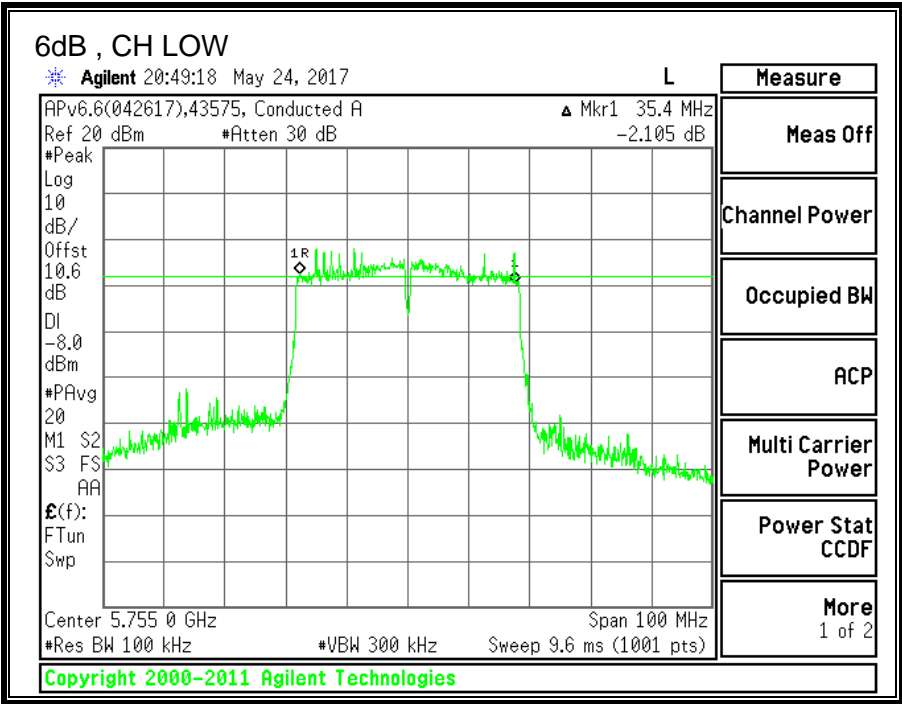 6dB , CH LOW
Agilent 20:49:18 May 24, 2017 L
Measure
APv6.6(042617),43575, Conducted A
Δ Mkr1 35.4 MHz
Ref 20 dBm #Atten 30 dB -2.105 dB
#Peak
Log
10
dB/
Offst
10.6
dB
DI
-8.0
dBm
#PAvg
20
M1 S2
S3 FS
AA
£(f):
FTun
Swp
1R
1
Center 5.755 0 GHz Span 100 MHz
#Res BW 100 kHz #VBW 300 kHz Sweep 9.6 ms (1001 pts)
Meas Off
Channel Power
Occupied BW
ACP
Multi Carrier
Power
Power Stat
CCDF
More
1 of 2
Copyright 2000-2011 Agilent Technologies